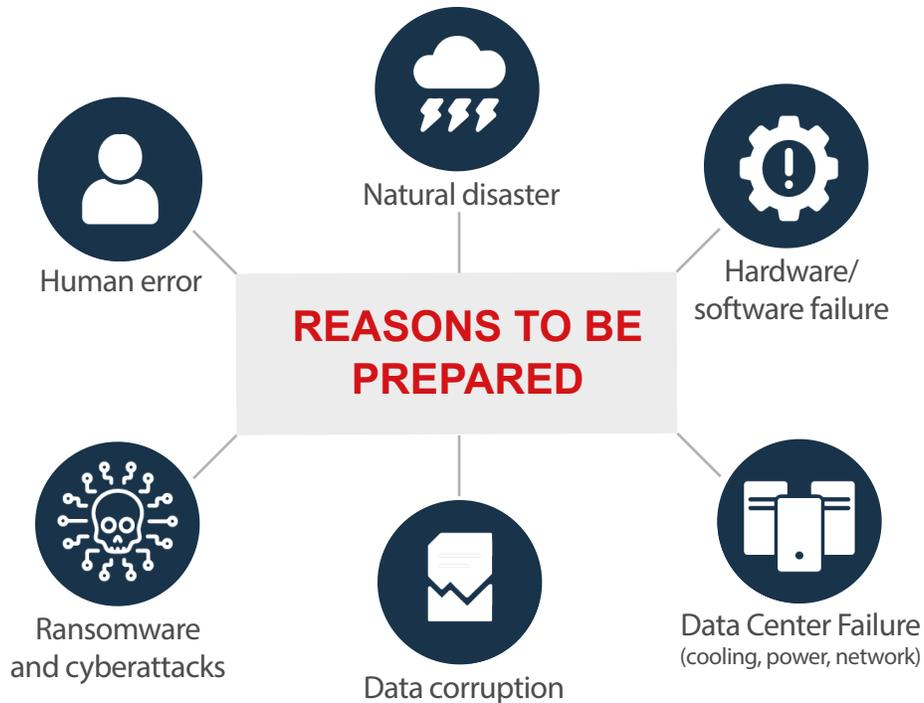 Natural disaster
Human error
Hardware/
software failure
REASONS TO BE
PREPARED
Ransomware
and cyberattacks
Data corruption
Data Center Failure
(cooling, power, network)